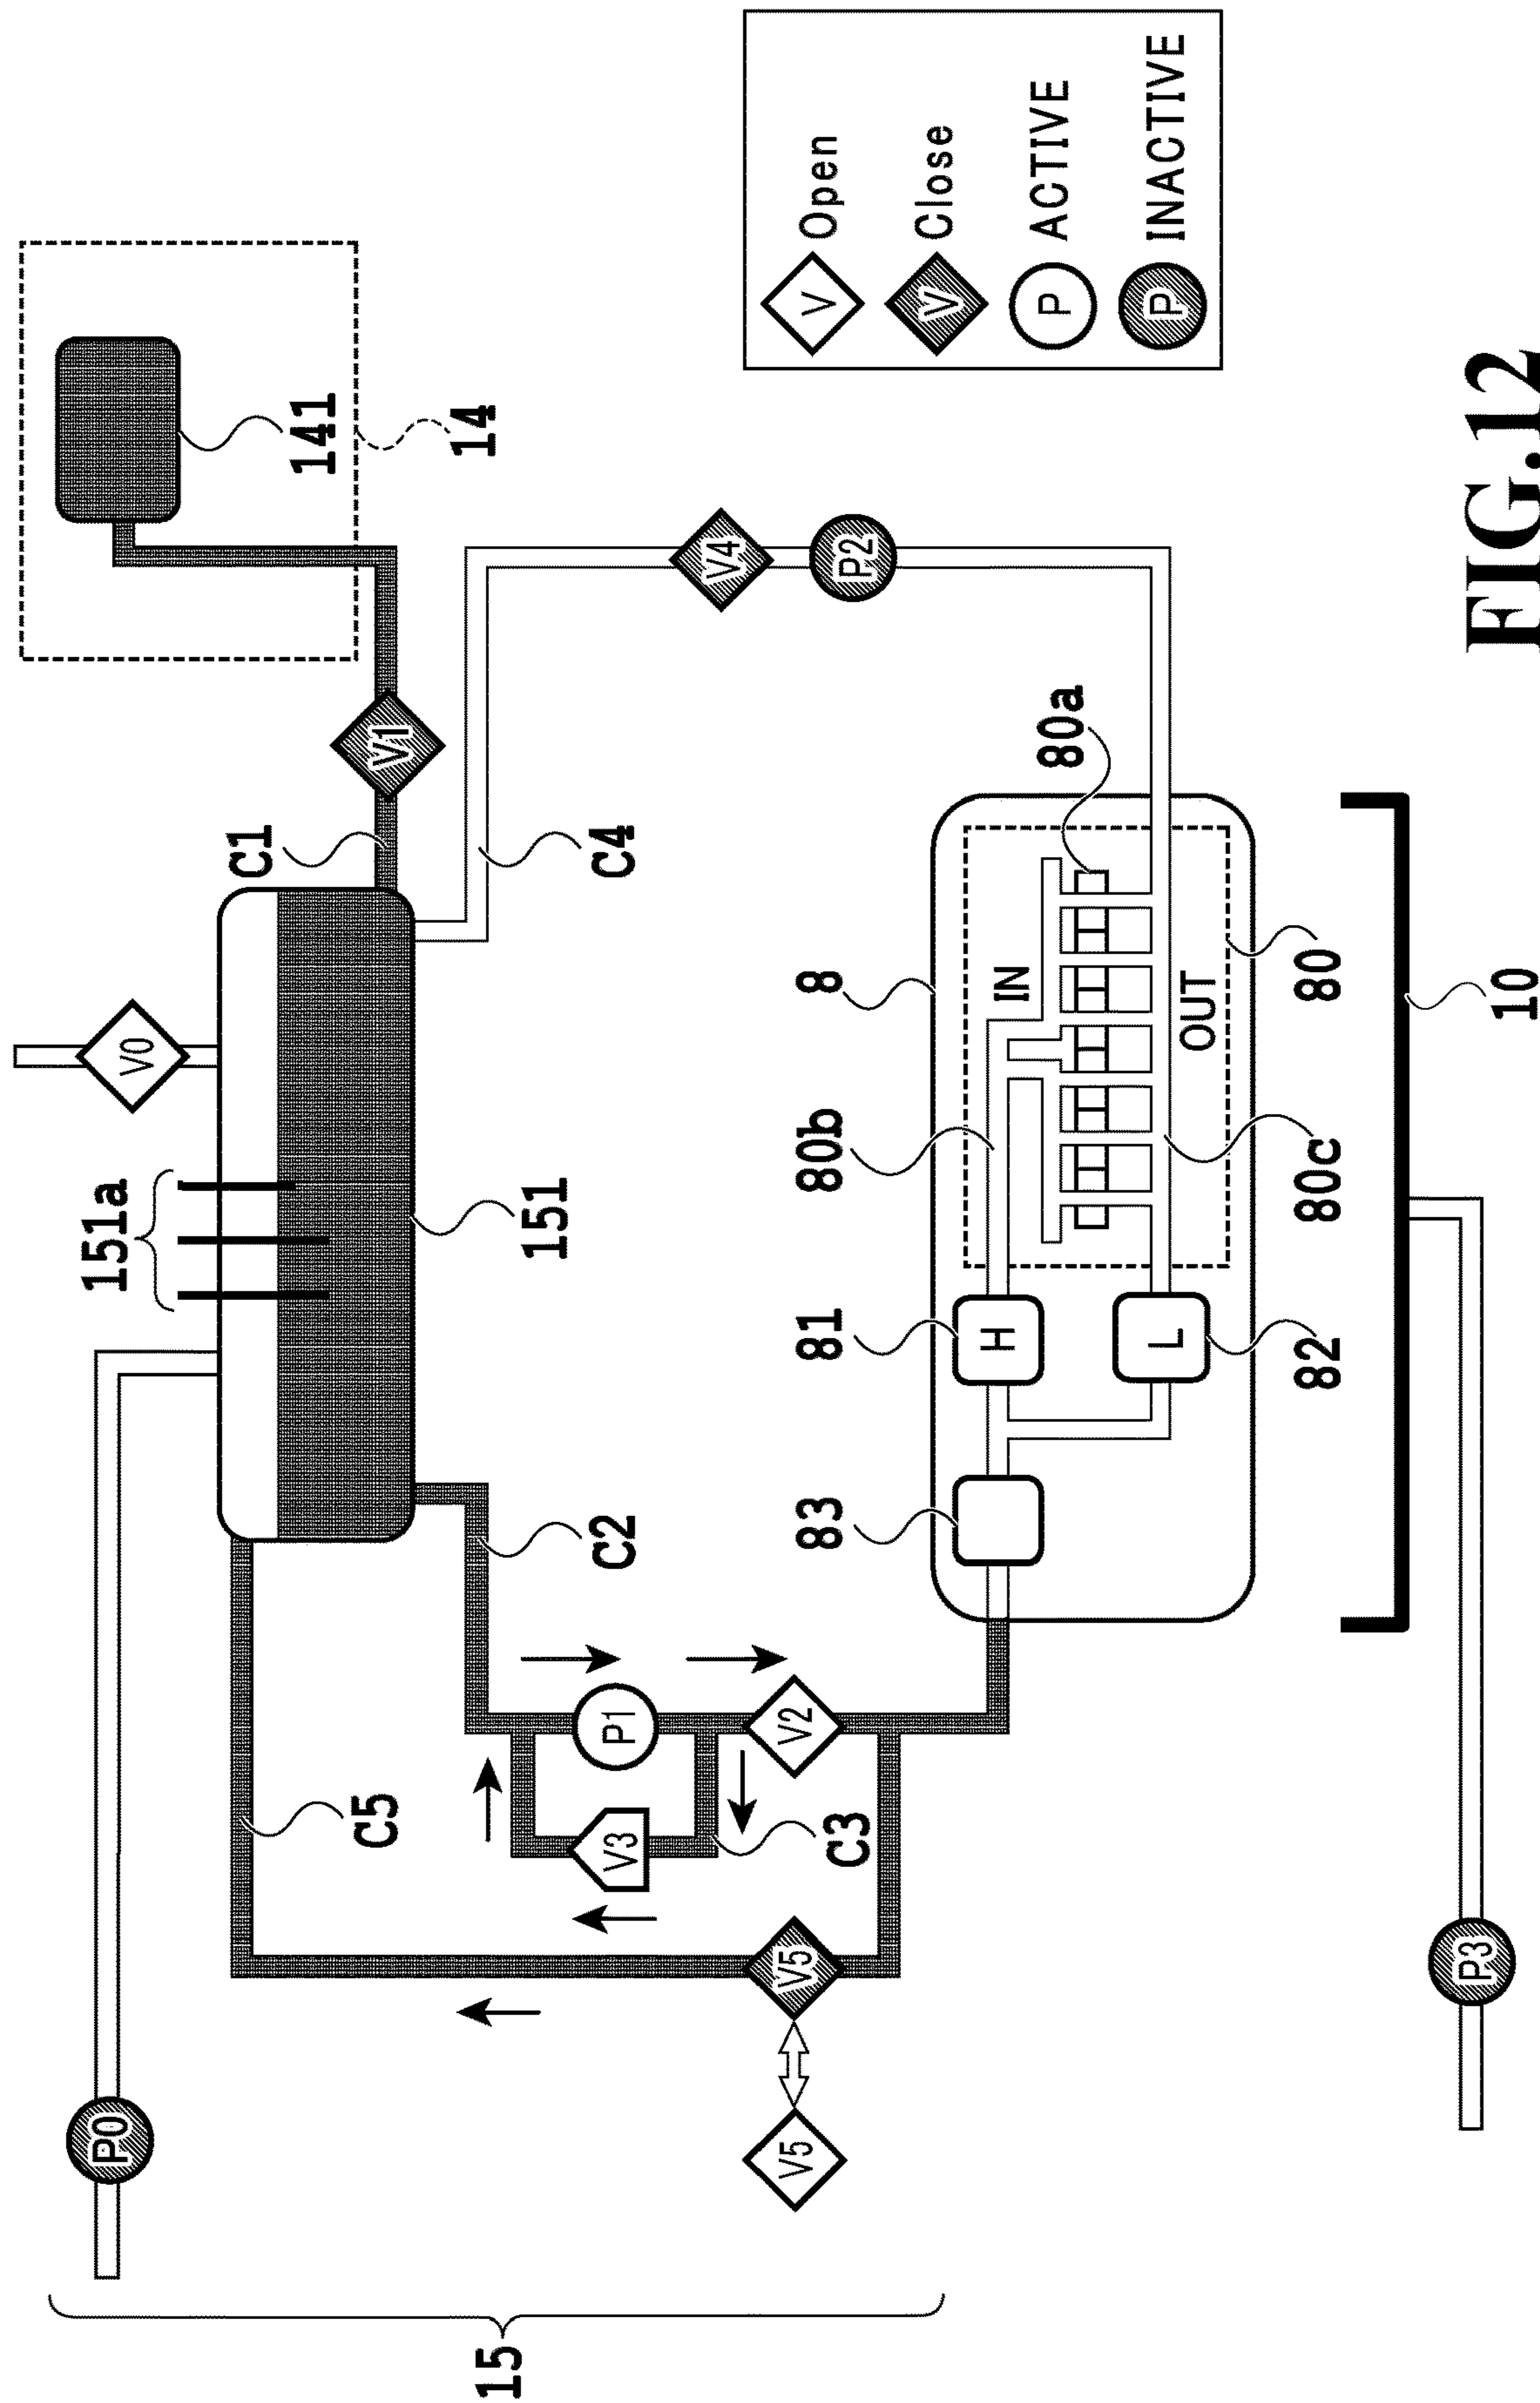 15
P0
C5
V5
V5
V3
C3
P1
V2
C2
151a
151
V0
C1
V1
C4
141
14
V4
P2
83
81
H
82
L
8
80b
IN
OUT
80a
80c
80
10
P3
V Open
V Close
P ACTIVE
P INACTIVE
FIG.12